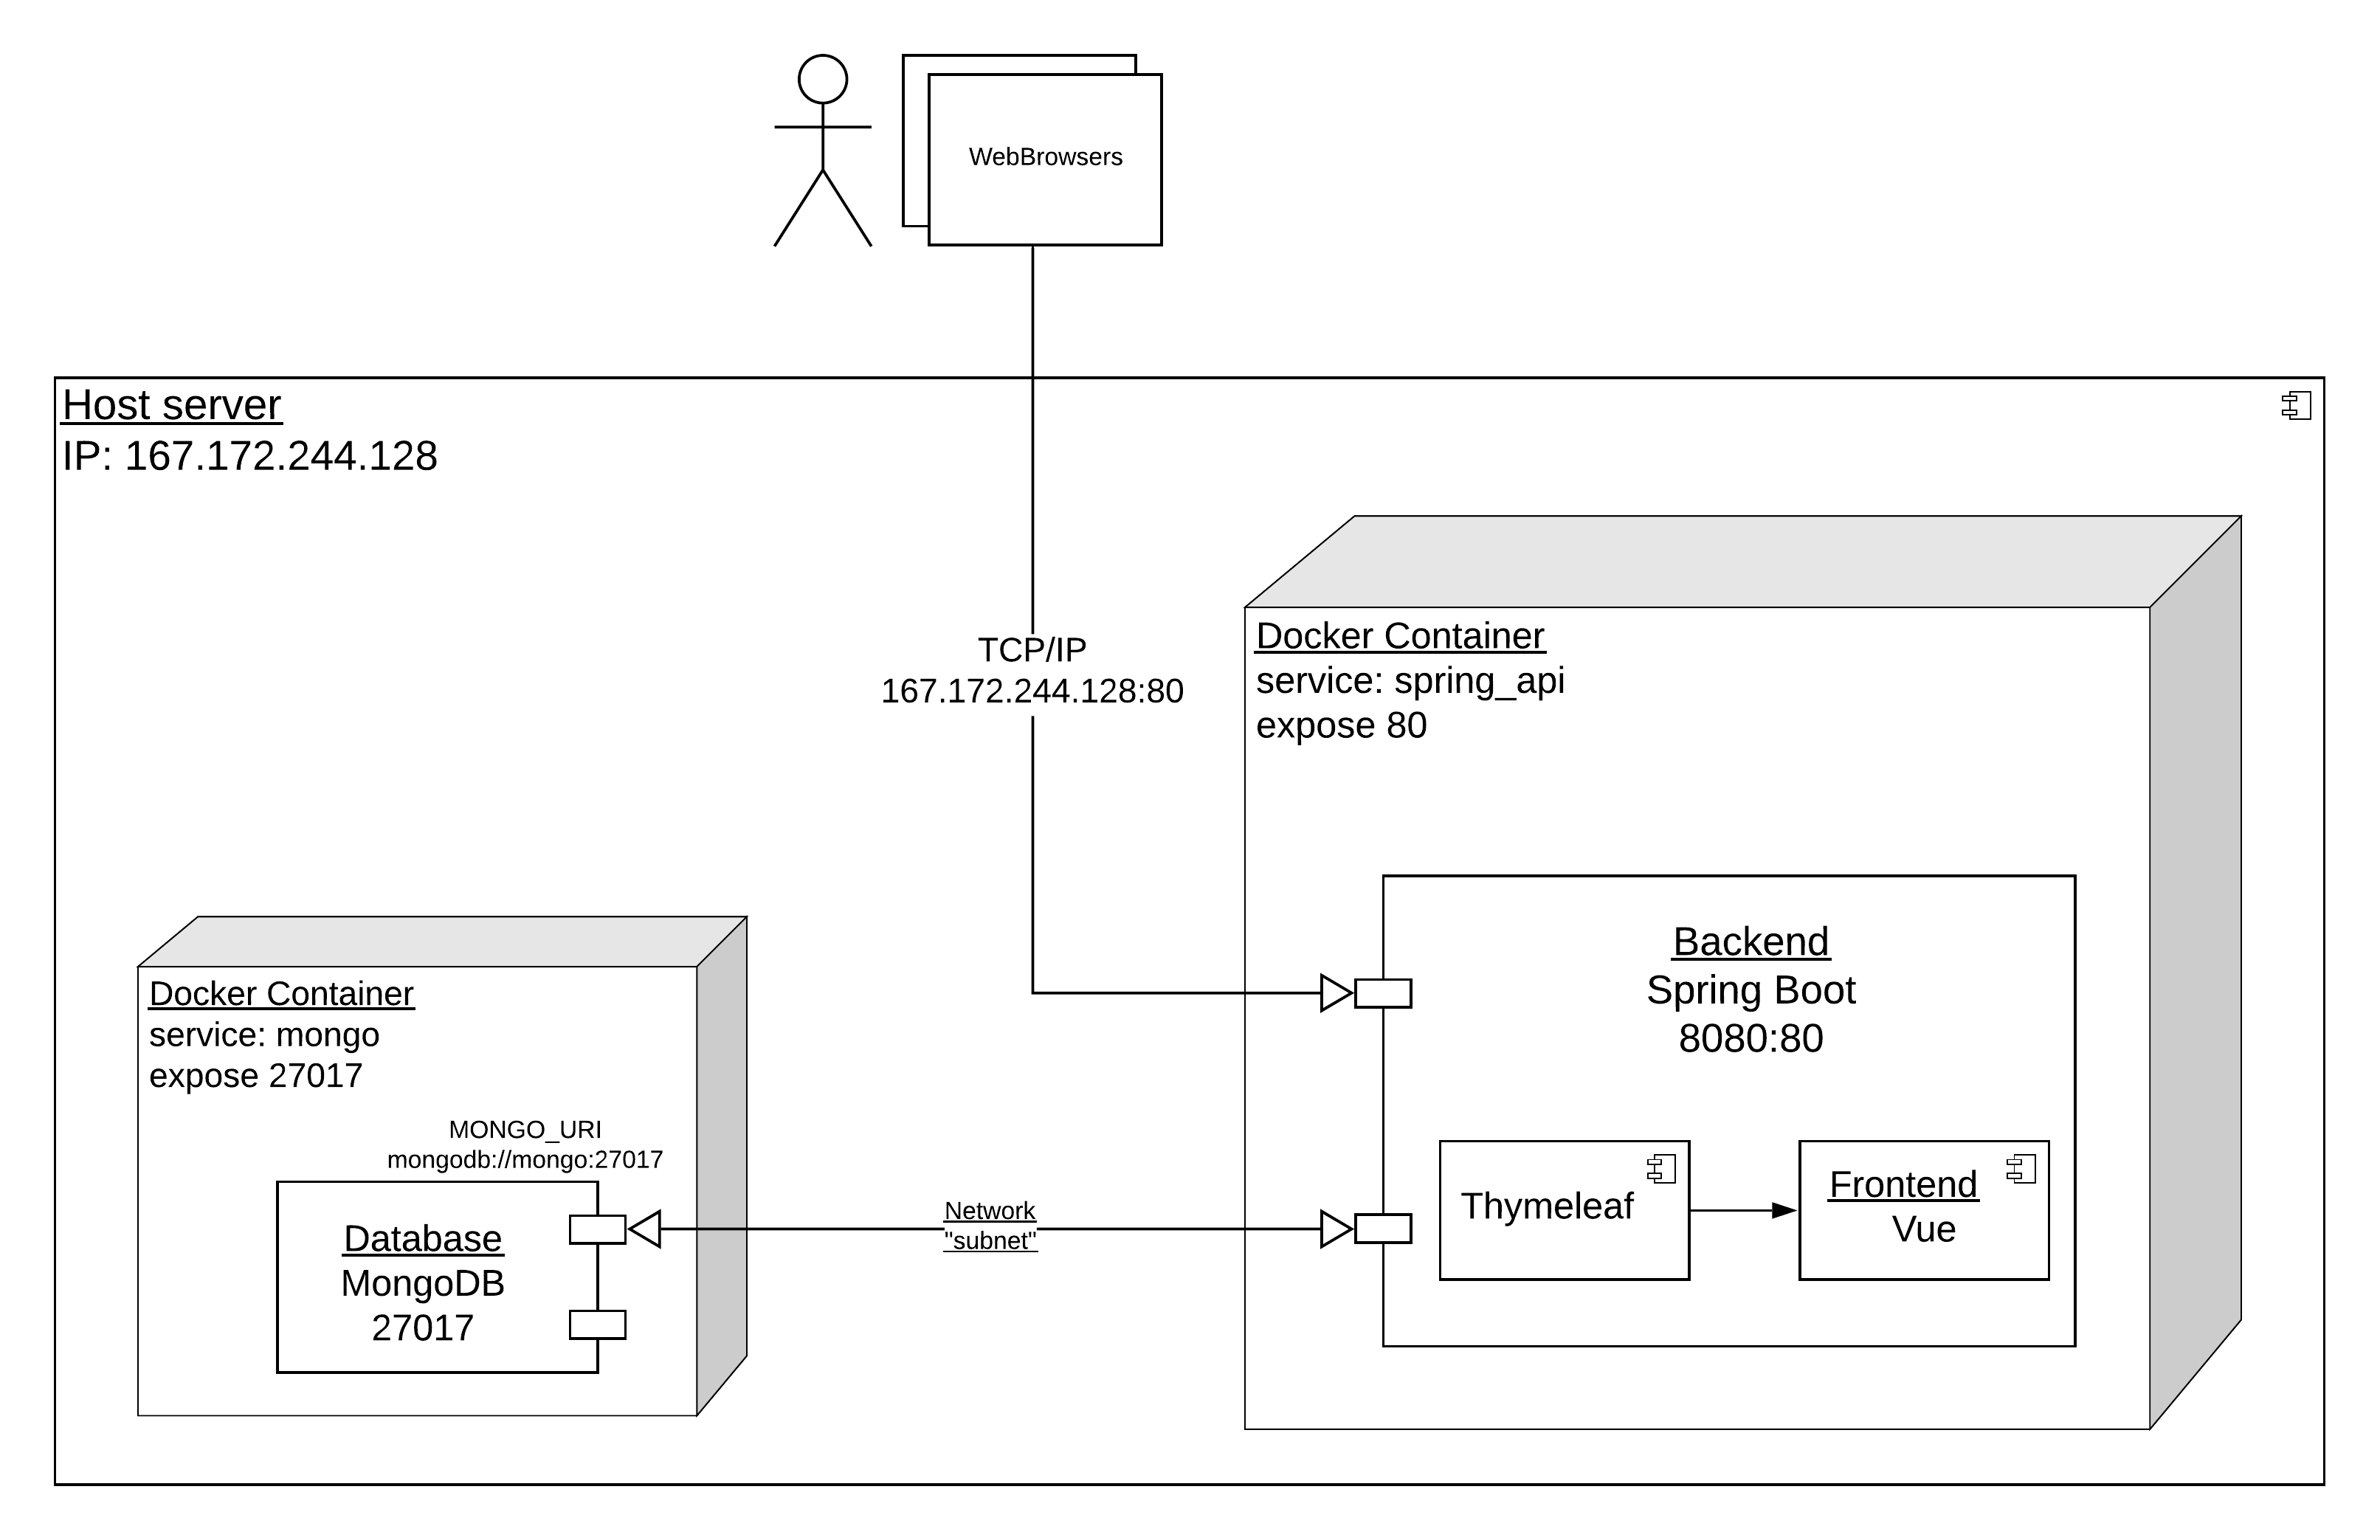 WebBrowsers
Host server
IP: 167.172.244.128
TCP/IP
167.172.244.128:80
Docker Container
service: spring_api
expose 80
Backend
Spring Boot
8080:80
Thymeleaf
Frontend
Vue
Docker Container
service: mongo
expose 27017
MONGO_URI
mongodb://mongo:27017
Database
MongoDB
27017
Network
"subnet"